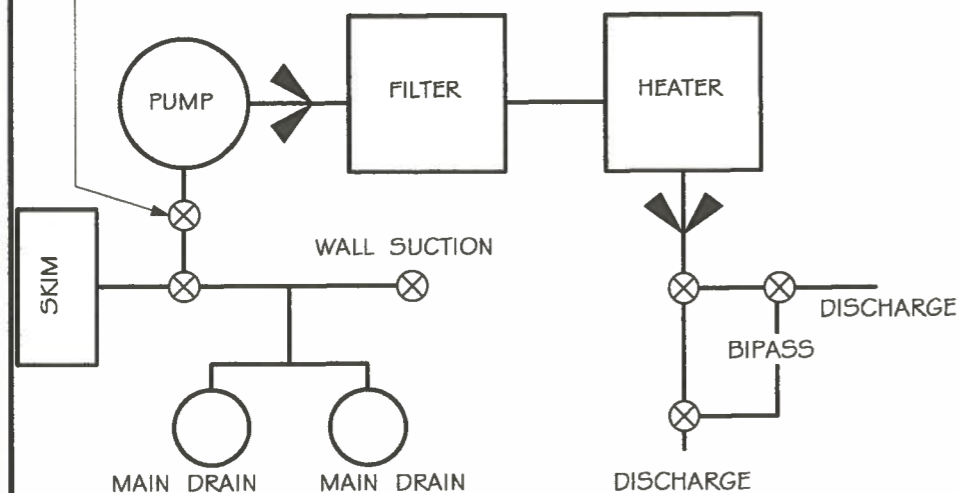 PUMP
FILTER
HEATER
SKIM
WALL SUCTION
DISCHARGE
BIPASS
MAIN DRAIN
MAIN DRAIN
DISCHARGE